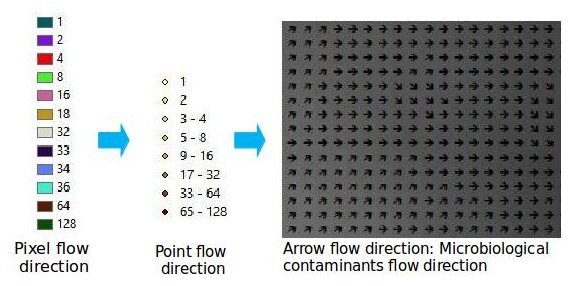 1
2
4
8
16
18
32
33
34
36
64
128
Pixel flow
direction
1
2
3 - 4
5 - 8
9 - 16
17 - 32
33 - 64
65 - 128
Point flow
direction
Arrow flow direction: Microbiological
contaminants flow direction